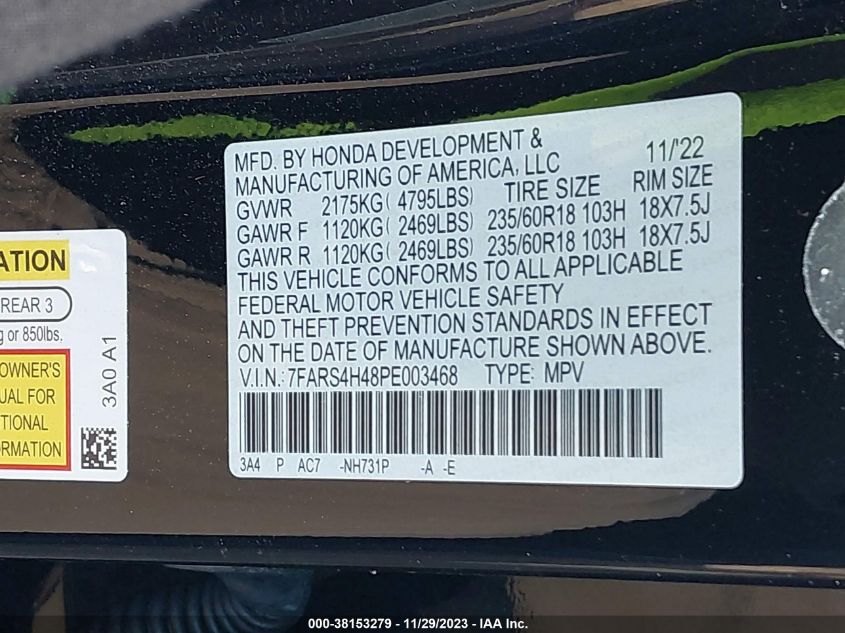 MFD. BY HONDA DEVELOPMENT & 11/'22
MANUFACTURING OF AMERICA, LLC
TIRE SIZE RIM SIZE
GVWR 2175KG( 4795LBS)
GAWR F 1120KG( 2469LBS) 235/60R18 103H 18X7.5J
GAWR R 1120KG( 2469LBS) 235/60R18 103H 18X7.5J
THIS VEHICLE CONFORMS TO ALL APPLICABLE
FEDERAL MOTOR VEHICLE SAFETY
AND THEFT PREVENTION STANDARDS IN EFFECT
ON THE DATE OF MANUFACTURE SHOWN ABOVE.
V.I.N.: 7FARS4H48PE003468 TYPE: MPV
3A4 P AC7 -NH731P -A -E
ATION
REAR 3
g or 850lbs.
OWNER'S
UAL FOR
TIONAL
RMATION
3A0 A1
000-38153279 - 11/29/2023 - IAA Inc.